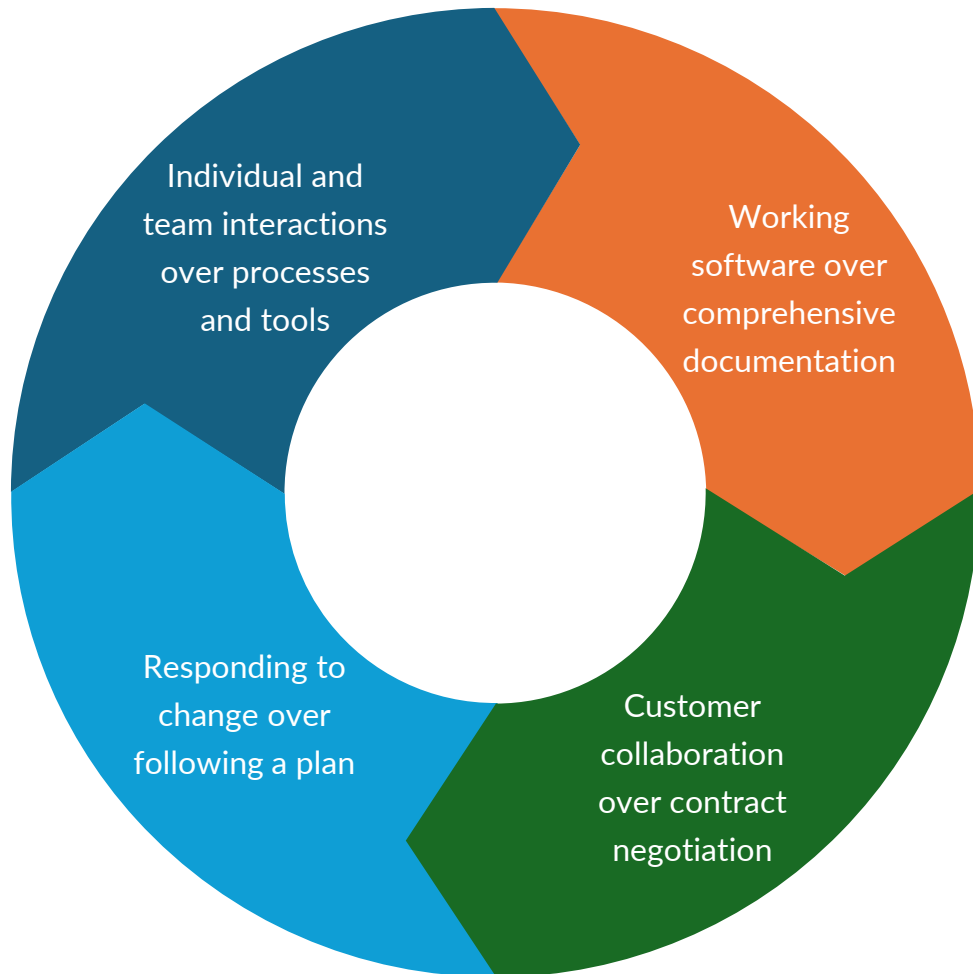 Individual and
team interactions
over processes
and tools
Working
software over
comprehensive
documentation
Customer
collaboration
over contract
negotiation
Responding to
change over
following a plan